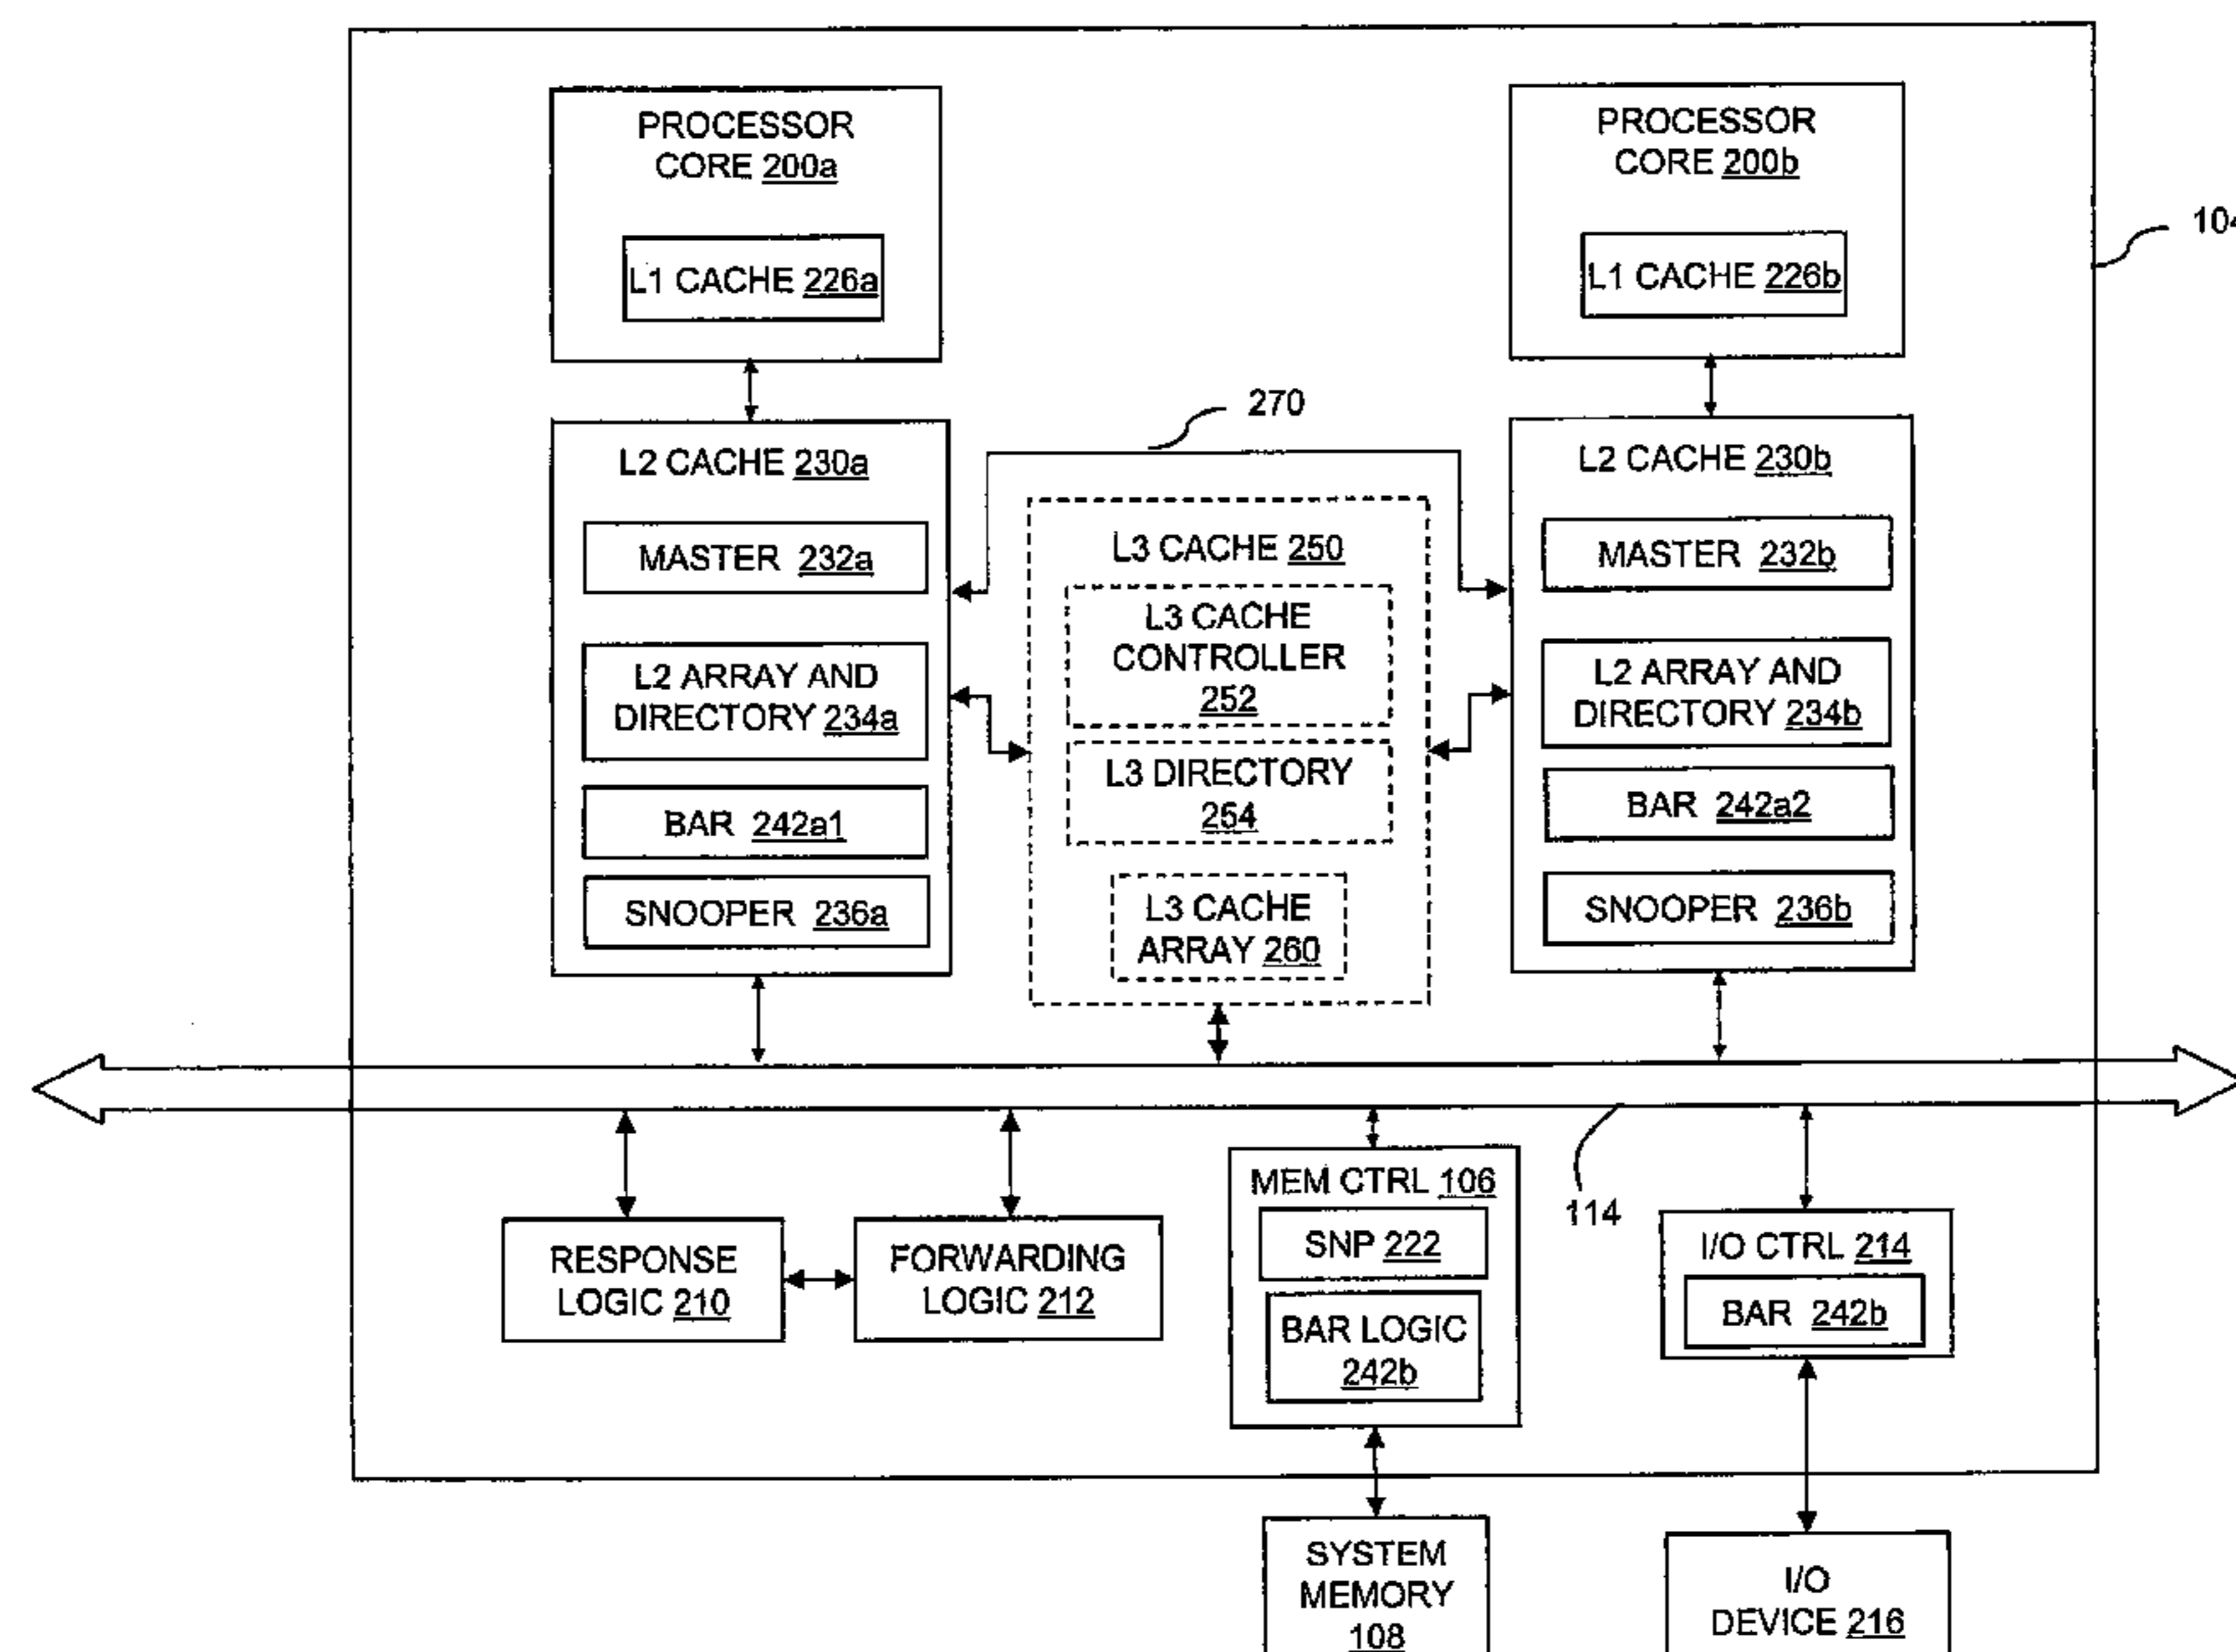 PROCESSOR
CORE 200a
L1 CACHE 226a
PROCESSOR
CORE 200b
L1 CACHE 226b
104
270
L2 CACHE 230a
MASTER 232a
L2 ARRAY AND
DIRECTORY 234a
BAR 242a1
SNOOPER 236a
L3 CACHE 250
L3 CACHE
CONTROLLER
252
L3 DIRECTORY
254
L3 CACHE
ARRAY 260
L2 CACHE 230b
MASTER 232b
L2 ARRAY AND
DIRECTORY 234b
BAR 242a2
SNOOPER 236b
114
RESPONSE
LOGIC 210
FORWARDING
LOGIC 212
MEM CTRL 106
SNP 222
BAR LOGIC
242b
I/O CTRL 214
BAR 242b
SYSTEM
MEMORY
108
I/O
DEVICE 216